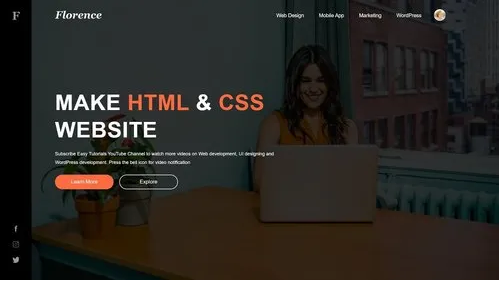 F
Florence
Web Design
Mobile App
Marketing
WordPress
MAKE HTML & CSS
WEBSITE
Subscribe Easy Tutorials YouTube Channel to watch more videos on Web development, UI designing and
WordPress development. Press the bell icon for video notification
Learn More
Explore